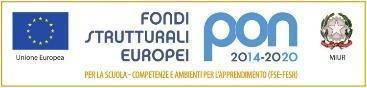 FONDI
STRUTTURALI
EUROPEI
pon
2014-2020
Unione Europea
MIUR
PER LA SCUOLA - COMPETENZE E AMBIENTI PER L'APPRENDIMENTO (FSE-FESR)